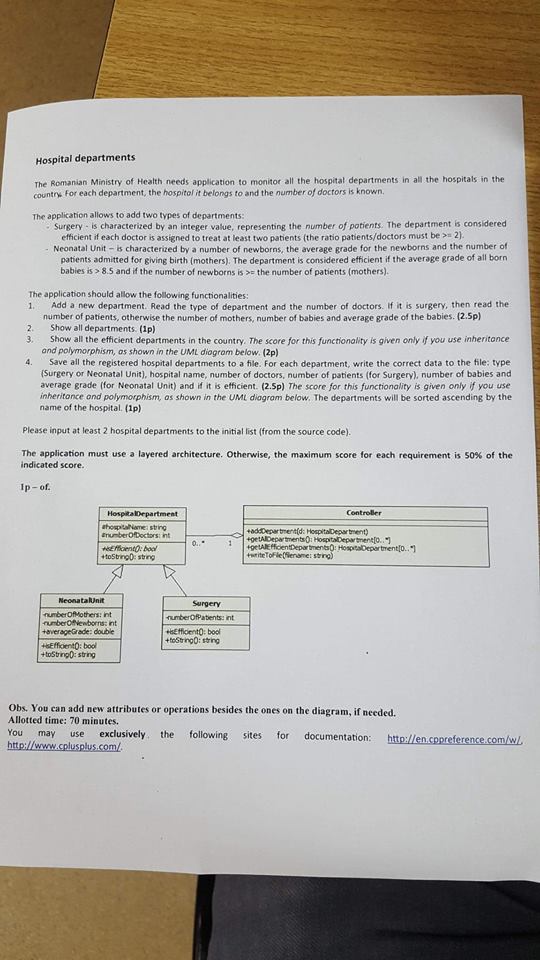 Hospital departments
The Romanian Ministry of Health needs application to monitor all the hospital departments in all the hospitals in the
country. For each department, the hospital it belongs to and the number of doctors is known.
The application allows to add two types of departments:
- Surgery - is characterized by an integer value, representing the number of patients. The department is considered
efficient if each doctor is assigned to treat at least two patients (the ratio patients/doctors must be >= 2).
- Neonatal Unit – is characterized by a number of newborns, the average grade for the newborns and the number of
patients admitted for giving birth (mothers). The department is considered efficient if the average grade of all born
babies is > 8.5 and if the number of newborns is >= the number of patients (mothers).
The application should allow the following functionalities:
1. Add a new department. Read the type of department and the number of doctors. If it is surgery, then read the
number of patients, otherwise the number of mothers, number of babies and average grade of the babies. (2.5p)
2. Show all departments. (1p)
3. Show all the efficient departments in the country. The score for this functionality is given only if you use inheritance
and polymorphism, as shown in the UML diagram below. (2p)
4. Save all the registered hospital departments to a file. For each department, write the correct data to the file: type
(Surgery or Neonatal Unit), hospital name, number of doctors, number of patients (for Surgery), number of babies and
average grade (for Neonatal Unit) and if it is efficient. (2.5p) The score for this functionality is given only if you use
inheritance and polymorphism, as shown in the UML diagram below. The departments will be sorted ascending by the
name of the hospital. (1p)
Please input at least 2 hospital departments to the initial list (from the source code).
The application must use a layered architecture. Otherwise, the maximum score for each requirement is 50% of the
indicated score.
1p – of.
HospitalDepartment
#hospitalName: string
#numberOfDoctors: int
+isEfficient(): bool
+toString(): string
0..*
1
Controller
+addDepartment(d: HospitalDepartment)
+getAllDepartments(): HospitalDepartment[0..*]
+getAllEfficientDepartments(): HospitalDepartment[0..*]
+writeToFile(filename: string)
NeonatalUnit
-numberOfMothers: int
-numberOfNewborns: int
+averageGrade: double
+isEfficient(): bool
+toString(): string
Surgery
-numberOfPatients: int
+isEfficient(): bool
+toString(): string
Obs. You can add new attributes or operations besides the ones on the diagram, if needed.
Allotted time: 70 minutes.
You may use exclusively the following sites for documentation: http://en.cppreference.com/w/,
http://www.cplusplus.com/.